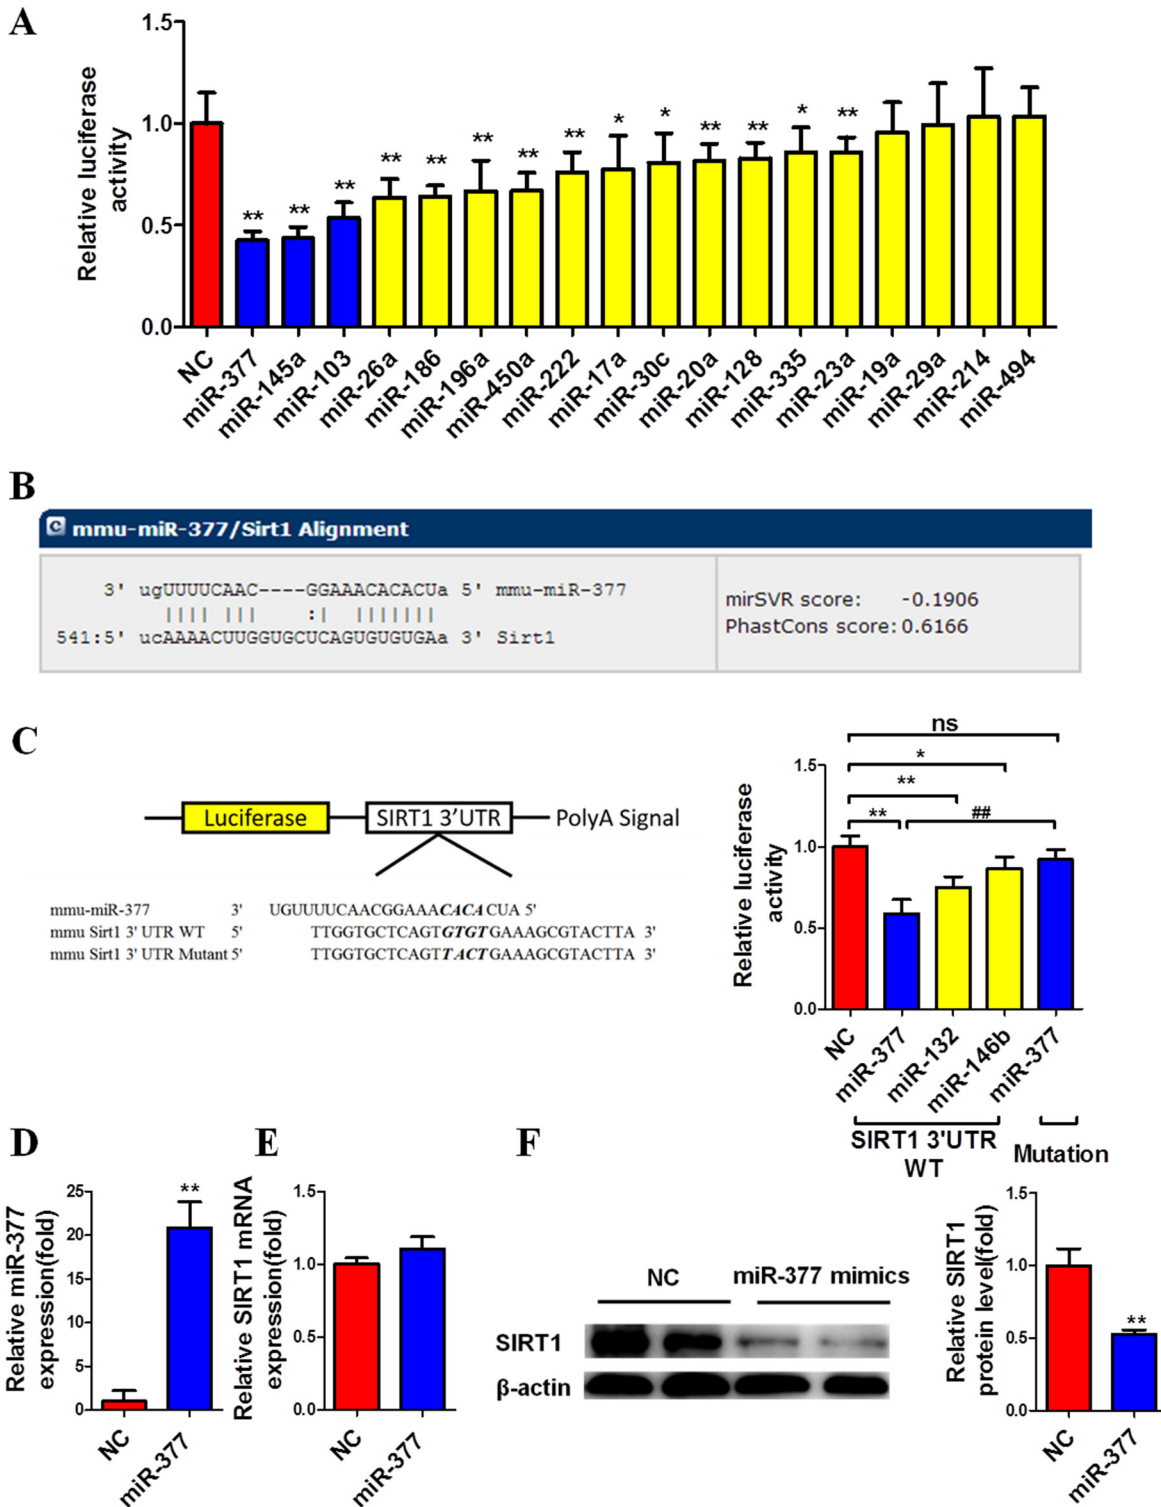 A
Relative luciferase
activity
1.5
1.0
0.5
0.0
** ** ** ** ** ** ** ** * * ** ** * **
NC miR-377 miR-145a miR-103 miR-26a miR-186 miR-196a miR-450a miR-222 miR-17a miR-30c miR-20a miR-128 miR-335 miR-23a miR-19a miR-29a miR-214 miR-494
B
C mmu-miR-377/Sirt1 Alignment
3' ugUUUUCAAC----GGAAACACACUa 5' mmu-miR-377
|||| ||| :| |||||||
541:5' ucAAAACUUGGUGCUCAGUGUGUGAa 3' Sirt1
mirSVR score: -0.1906
PhastCons score: 0.6166
C
Luciferase SIRT1 3'UTR PolyA Signal
mmu-miR-377 3' UGUUUUCAACGGAAACACACUA 5'
mmu Sirt1 3' UTR WT 5' TTGGTGCTCAGTGTGTGAAAGCGTACTTA 3'
mmu Sirt1 3' UTR Mutant 5' TTGGTGCTCAGTTACTGAAAGCGTACTTA 3'
Relative luciferase
activity
1.5
1.0
0.5
0.0
ns
*
**
** ##
NC miR-377 miR-132 miR-146b miR-377
SIRT1 3'UTR
WT
Mutation
D
Relative miR-377
expression(fold)
25
20
15
10
5
0
**
NC miR-377
E
Relative SIRT1 mRNA
expression(fold)
1.5
1.0
0.5
0.0
NC miR-377
F
NC miR-377 mimics
SIRT1
β-actin
Relative SIRT1
protein level(fold)
1.5
1.0
0.5
0.0
**
NC miR-377